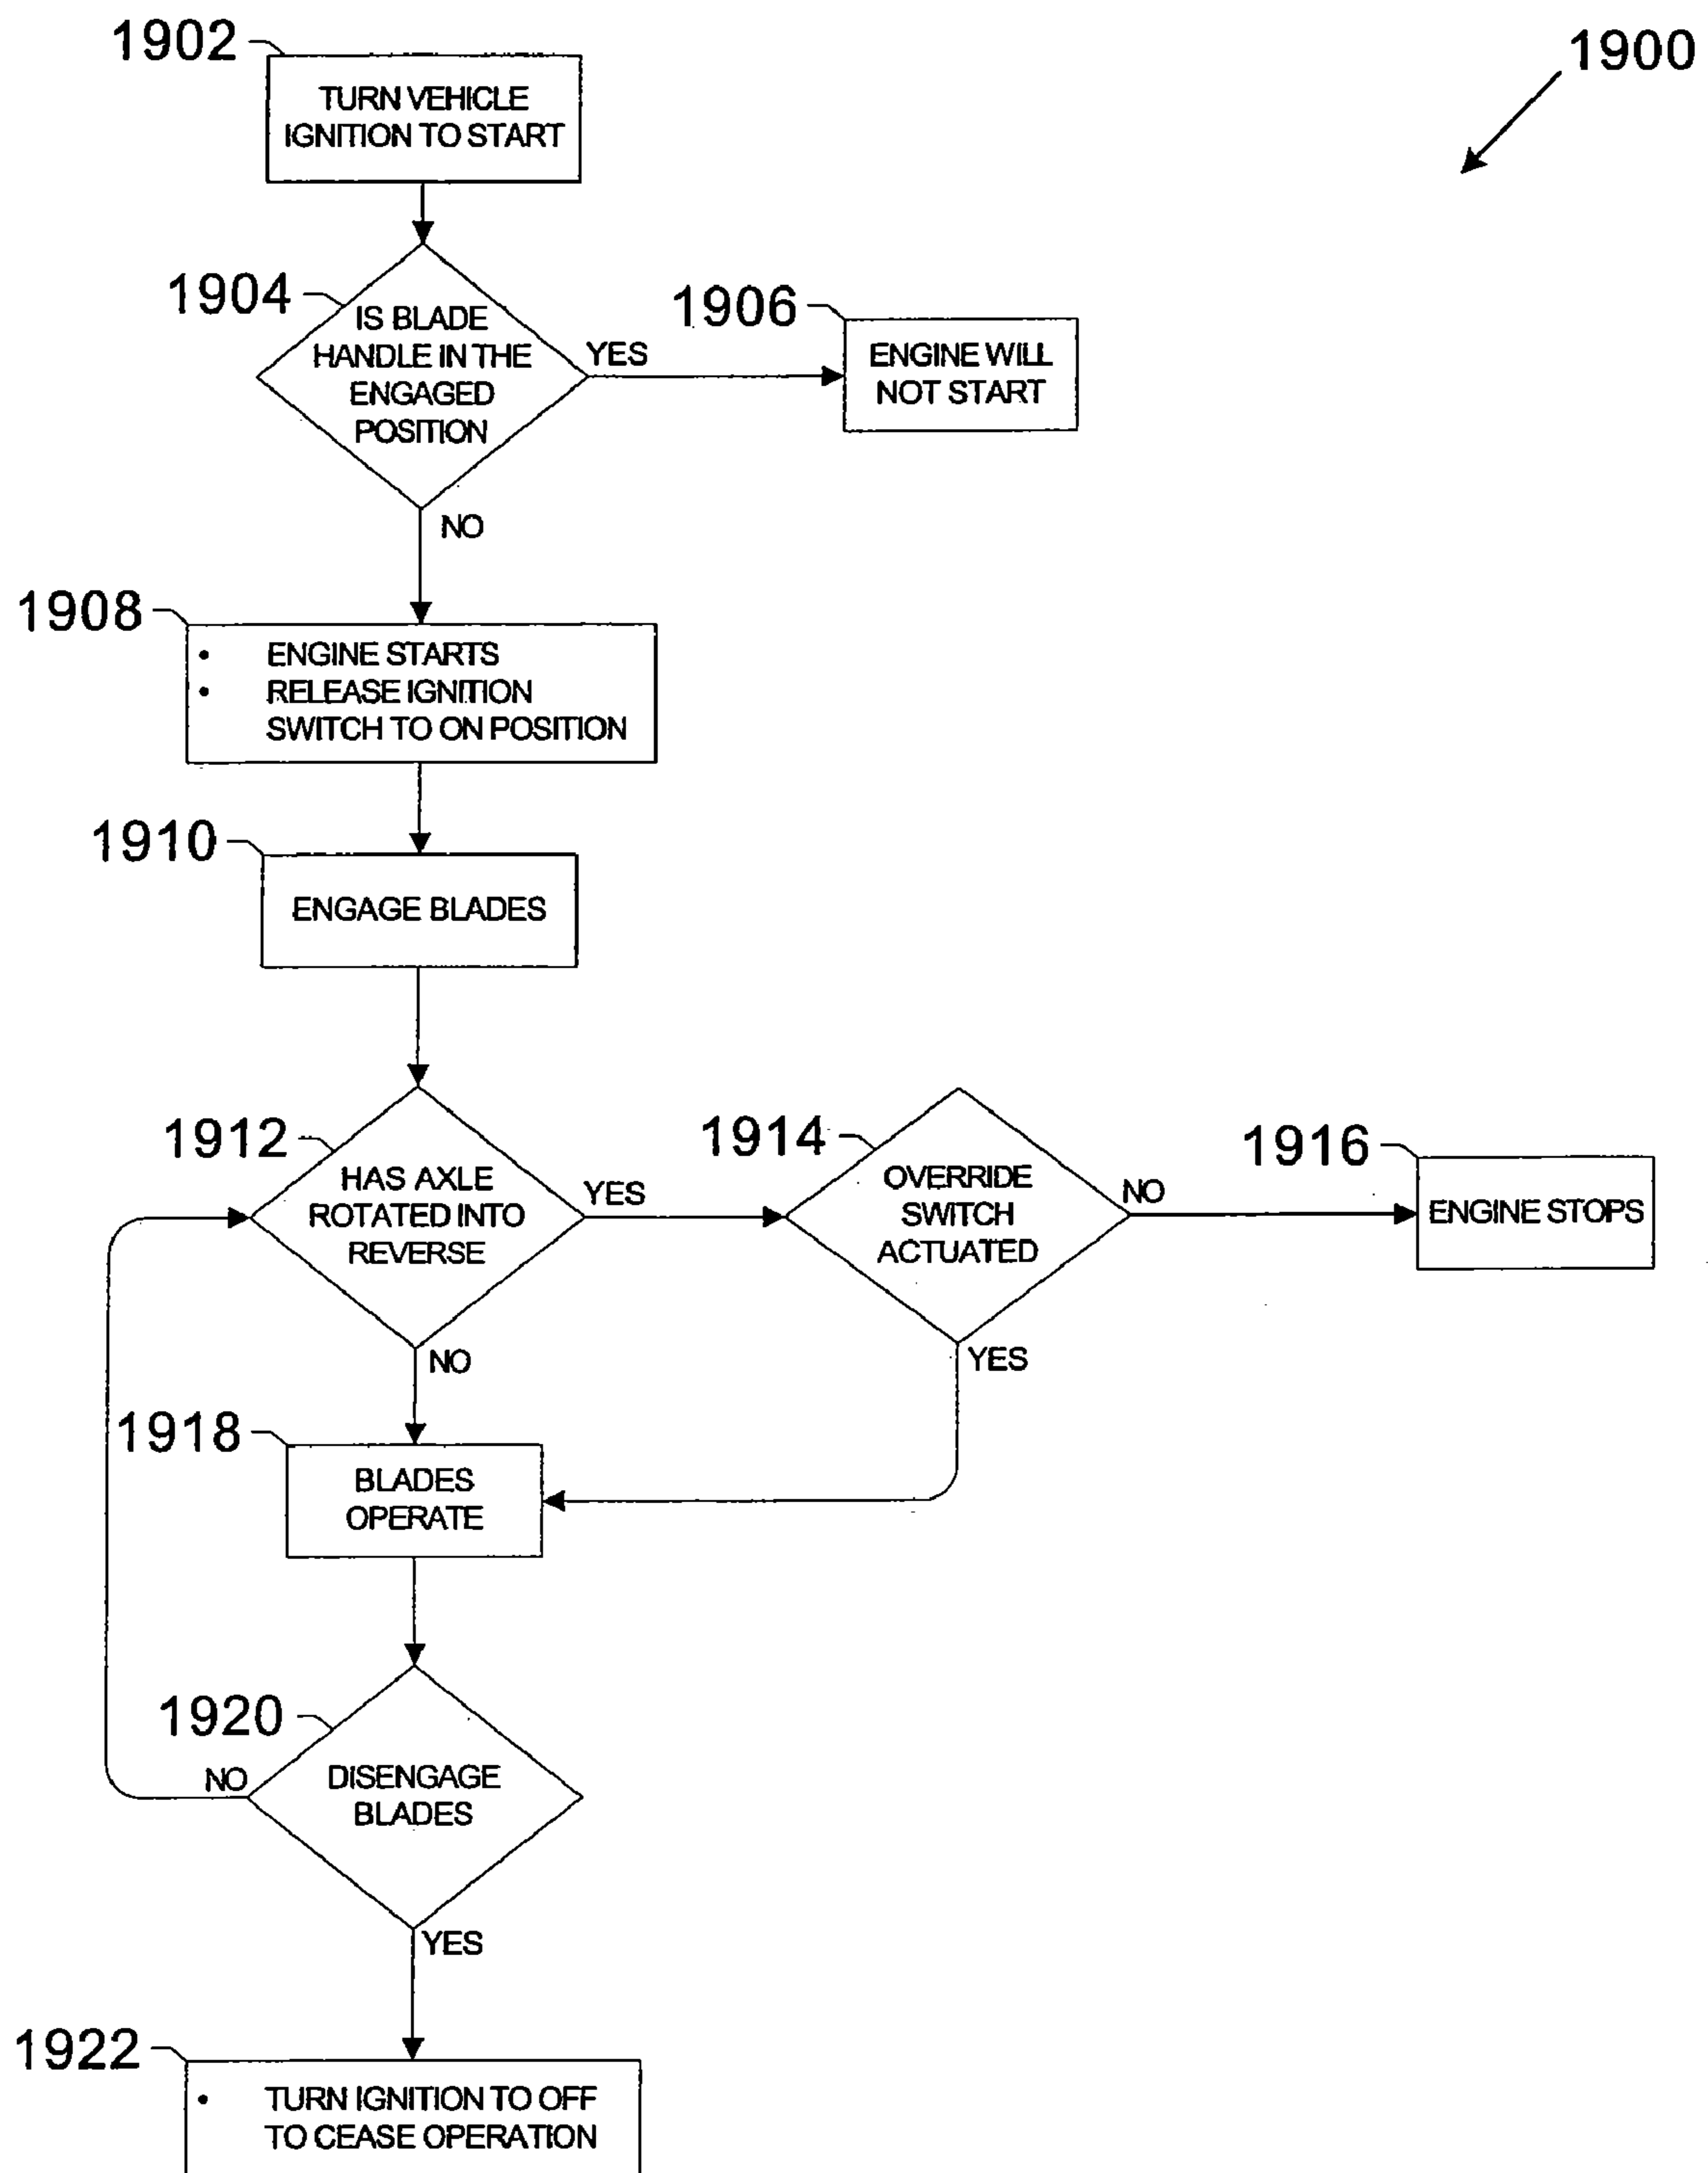 1902
1900
TURN VEHICLE
IGNITION TO START
1904
IS BLADE
HANDLE IN THE
ENGAGED
POSITION
YES
1906
ENGINE WILL
NOT START
NO
1908
• ENGINE STARTS
• RELEASE IGNITION
SWITCH TO ON POSITION
1910
ENGAGE BLADES
1912
HAS AXLE
ROTATED INTO
REVERSE
YES
1914
OVERRIDE
SWITCH
ACTUATED
NO
1916
ENGINE STOPS
NO
YES
1918
BLADES
OPERATE
1920
DISENGAGE
BLADES
NO
YES
1922
• TURN IGNITION TO OFF
TO CEASE OPERATION